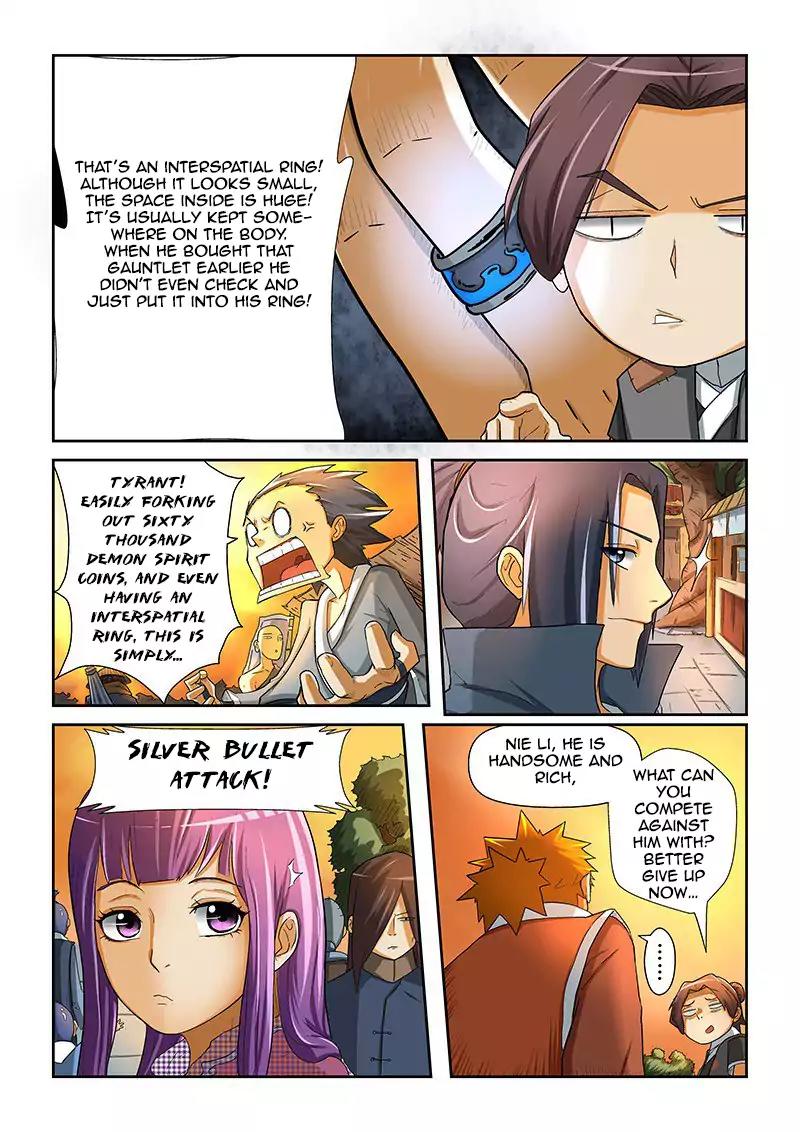 THAT'S AN INTERSPATIAL RING!
ALTHOUGH IT LOOKS SMALL,
THE SPACE INSIDE IS HUGE!
IT'S USUALLY KEPT SOME-
WHERE ON THE BODY.
WHEN HE BOUGHT THAT
GAUNTLET EARLIER HE
DIDN'T EVEN CHECK AND
JUST PUT IT INTO HIS RING!
TYRANT!
EASILY FORKING
OUT SIXTY
THOUSAND
DEMON SPIRIT
COINS, AND EVEN
HAVING AN
INTERSPATIAL
RING, THIS IS
SIMPLY...
SILVER BULLET
ATTACK!
NIE LI, HE IS
HANDSOME AND
RICH,
WHAT CAN
YOU
COMPETE
AGAINST
HIM WITH?
BETTER
GIVE UP
NOW...
......